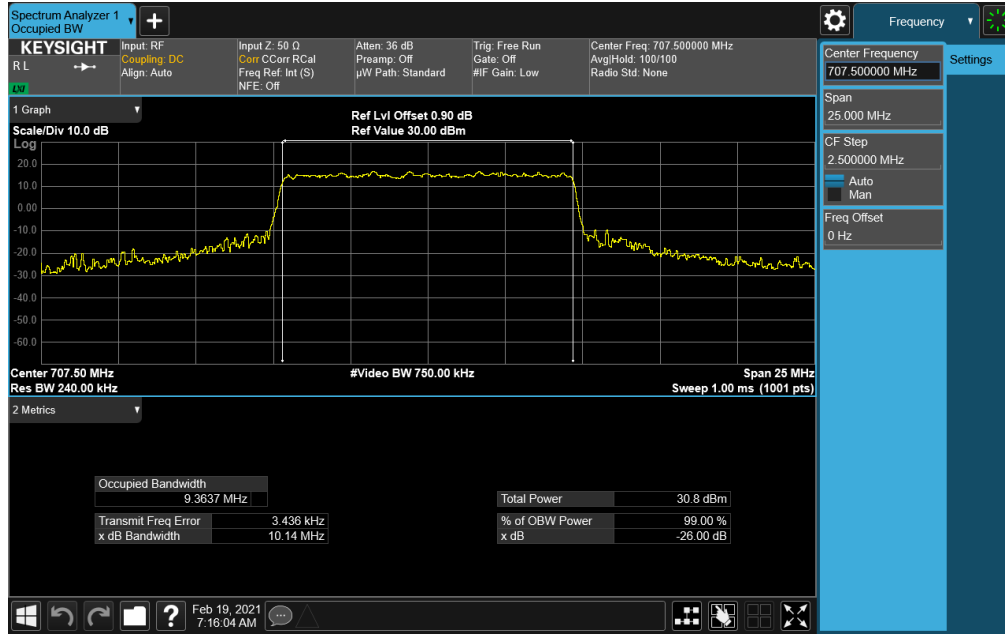 Spectrum Analyzer 1
Occupied BW
Frequency
KEYSIGHT
R L
LXI
Input: RF
Coupling: DC
Align: Auto
Input Z: 50 Ω
Corr CCorr RCal
Freq Ref: Int (S)
NFE: Off
Atten: 36 dB
Preamp: Off
µW Path: Standard
Trig: Free Run
Gate: Off
#IF Gain: Low
Center Freq: 707.500000 MHz
Avg|Hold: 100/100
Radio Std: None
Center Frequency
707.500000 MHz
Settings
Span
25.000 MHz
CF Step
2.500000 MHz
Auto
Man
Freq Offset
0 Hz
1 Graph
Scale/Div 10.0 dB
Ref Lvl Offset 0.90 dB
Ref Value 30.00 dBm
Log
20.0
10.0
0.00
-10.0
-20.0
-30.0
-40.0
-50.0
-60.0
Center 707.50 MHz
Res BW 240.00 kHz
#Video BW 750.00 kHz
Span 25 MHz
Sweep 1.00 ms (1001 pts)
2 Metrics
Occupied Bandwidth
9.3637 MHz
Transmit Freq Error 3.436 kHz
x dB Bandwidth 10.14 MHz
Total Power 30.8 dBm
% of OBW Power 99.00 %
x dB -26.00 dB
Feb 19, 2021
7:16:04 AM